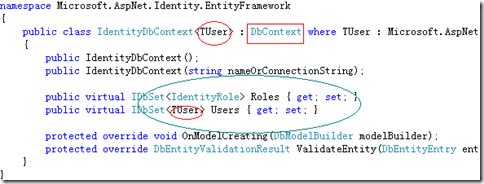 namespace Microsoft.AspNet.Identity.EntityFramework
{
public class IdentityDbContext<TUser> : DbContext where TUser : Microsoft.AspNet
{
public IdentityDbContext();
public IdentityDbContext(string nameOrConnectionString);
public virtual IDbSet<IdentityRole> Roles { get; set; }
public virtual IDbSet<TUser> Users { get; set; }
protected override void OnModelCreating(DbModelBuilder modelBuilder);
protected override DbEntityValidationResult ValidateEntity(DbEntityEntry ent
}
}